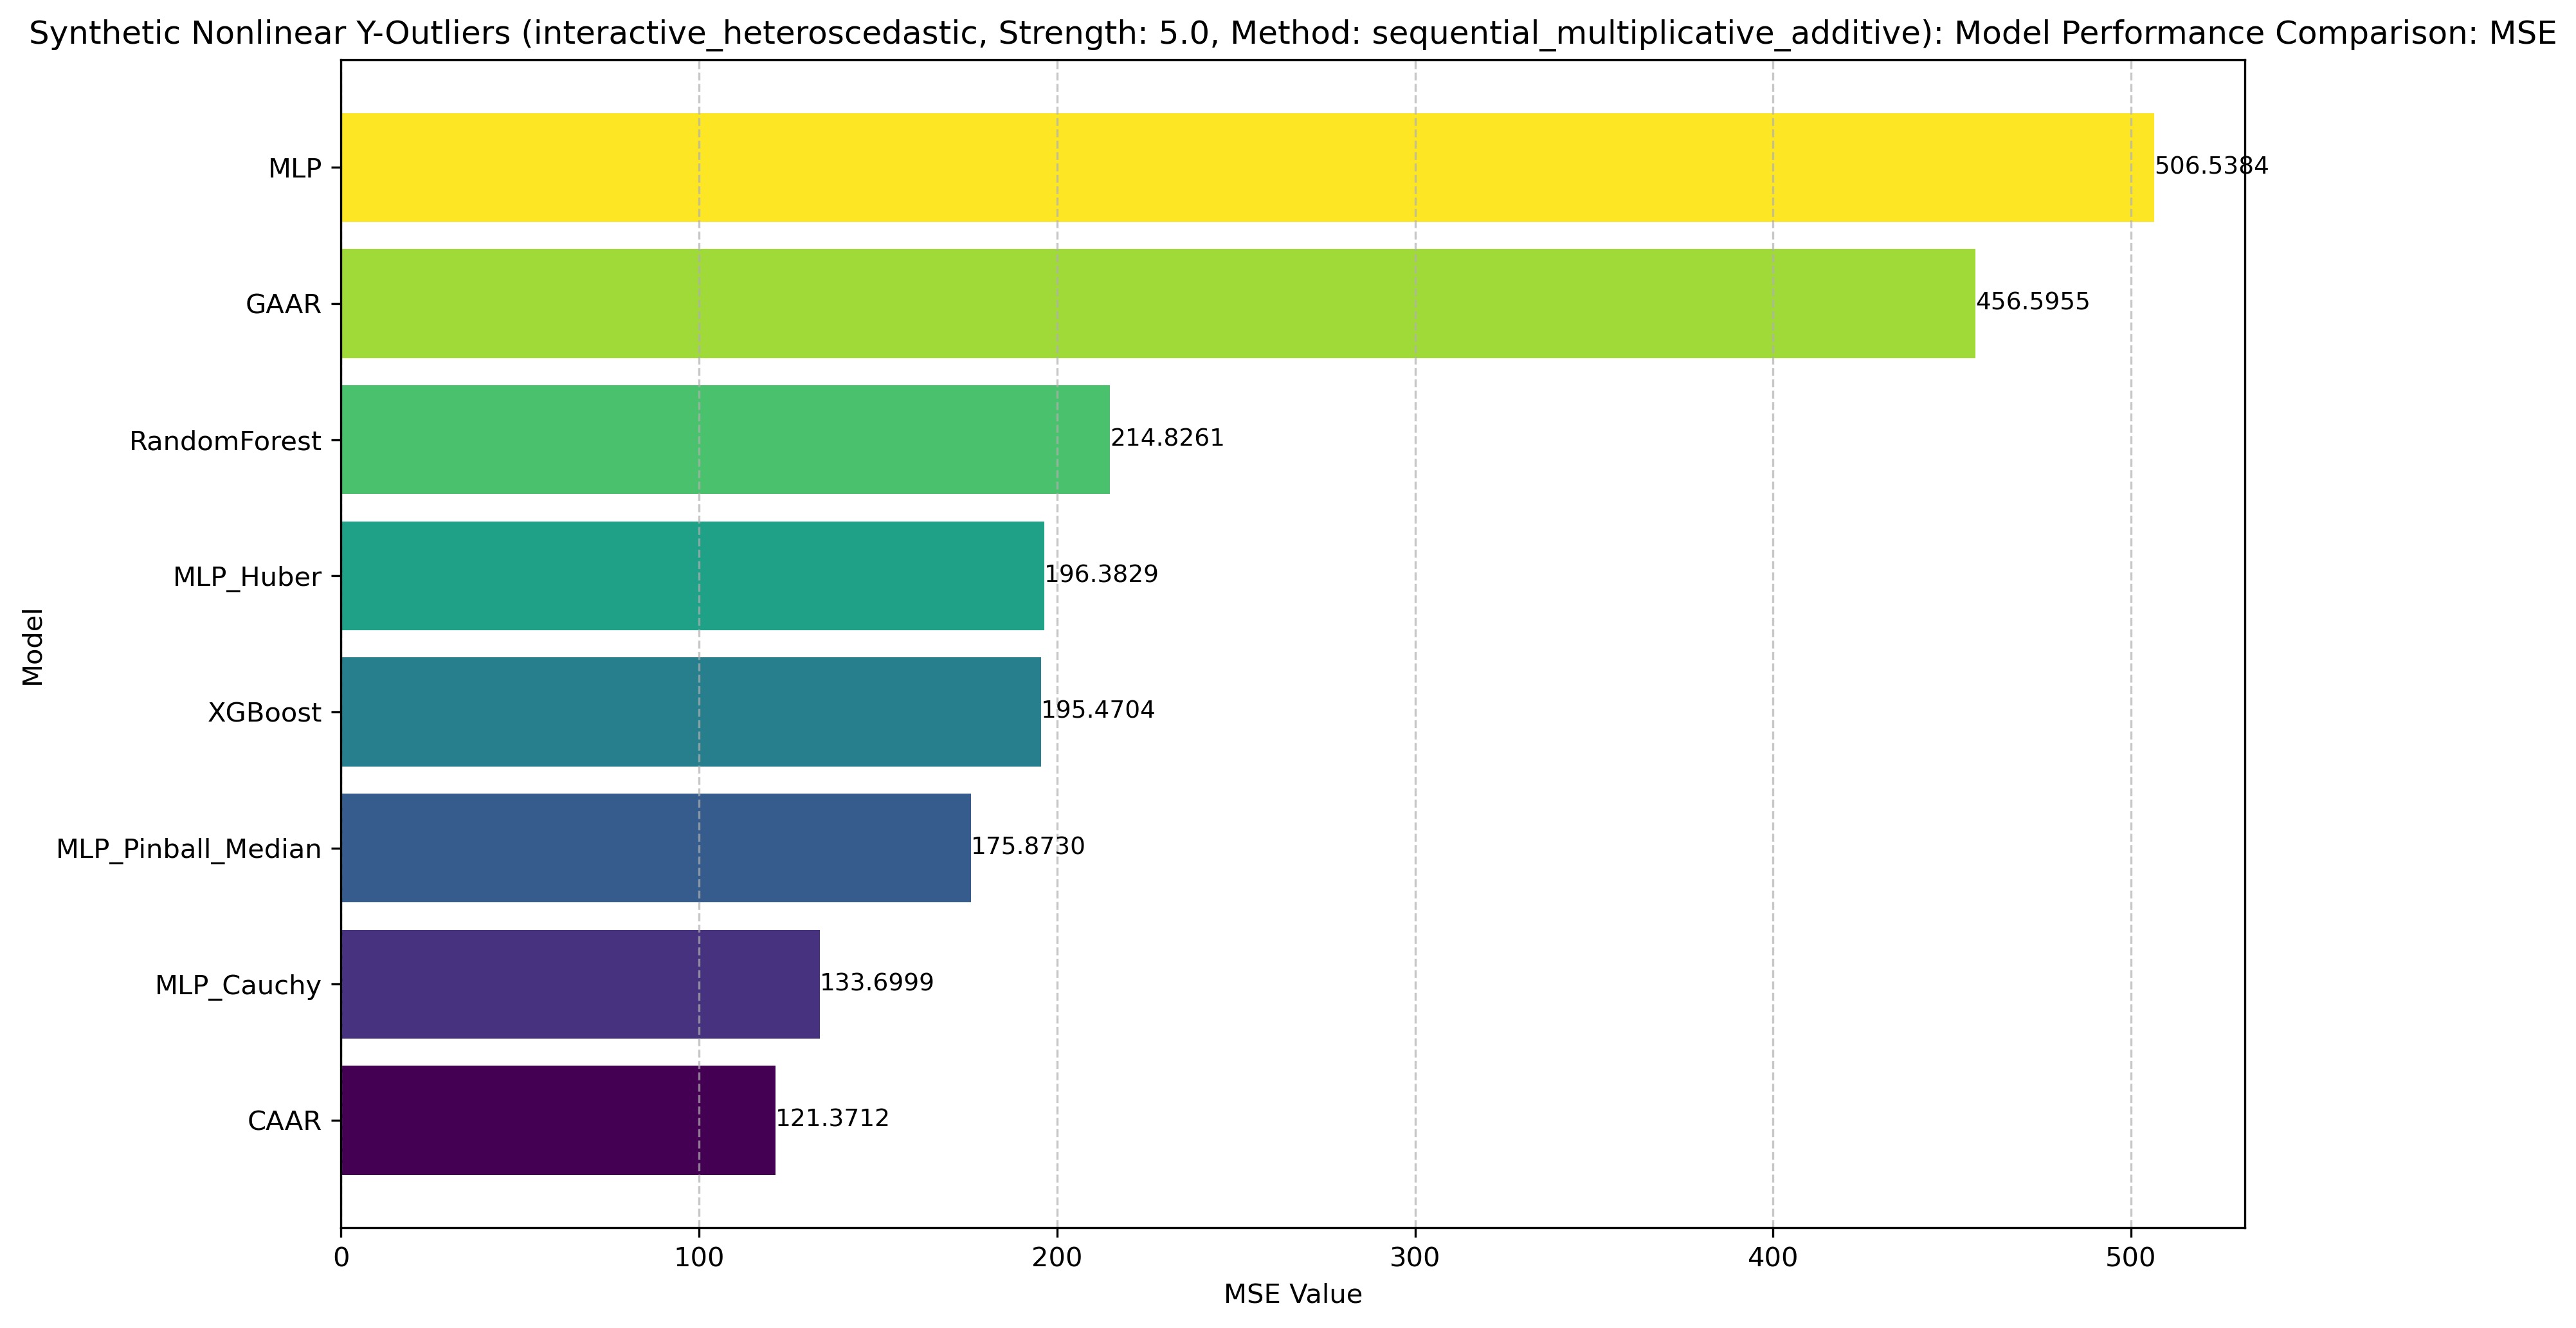 Synthetic Nonlinear Y-Outliers (interactive_heteroscedastic, Strength: 5.0, Method: sequential_multiplicative_additive): Model Performance Comparison: MSE
MLP
506.5384
GAAR
456.5955
RandomForest
214.8261
MLP_Huber
196.3829
XGBoost
195.4704
MLP_Pinball_Median
175.8730
MLP_Cauchy
133.6999
CAAR
121.3712
Model
0 100 200 300 400 500
MSE Value